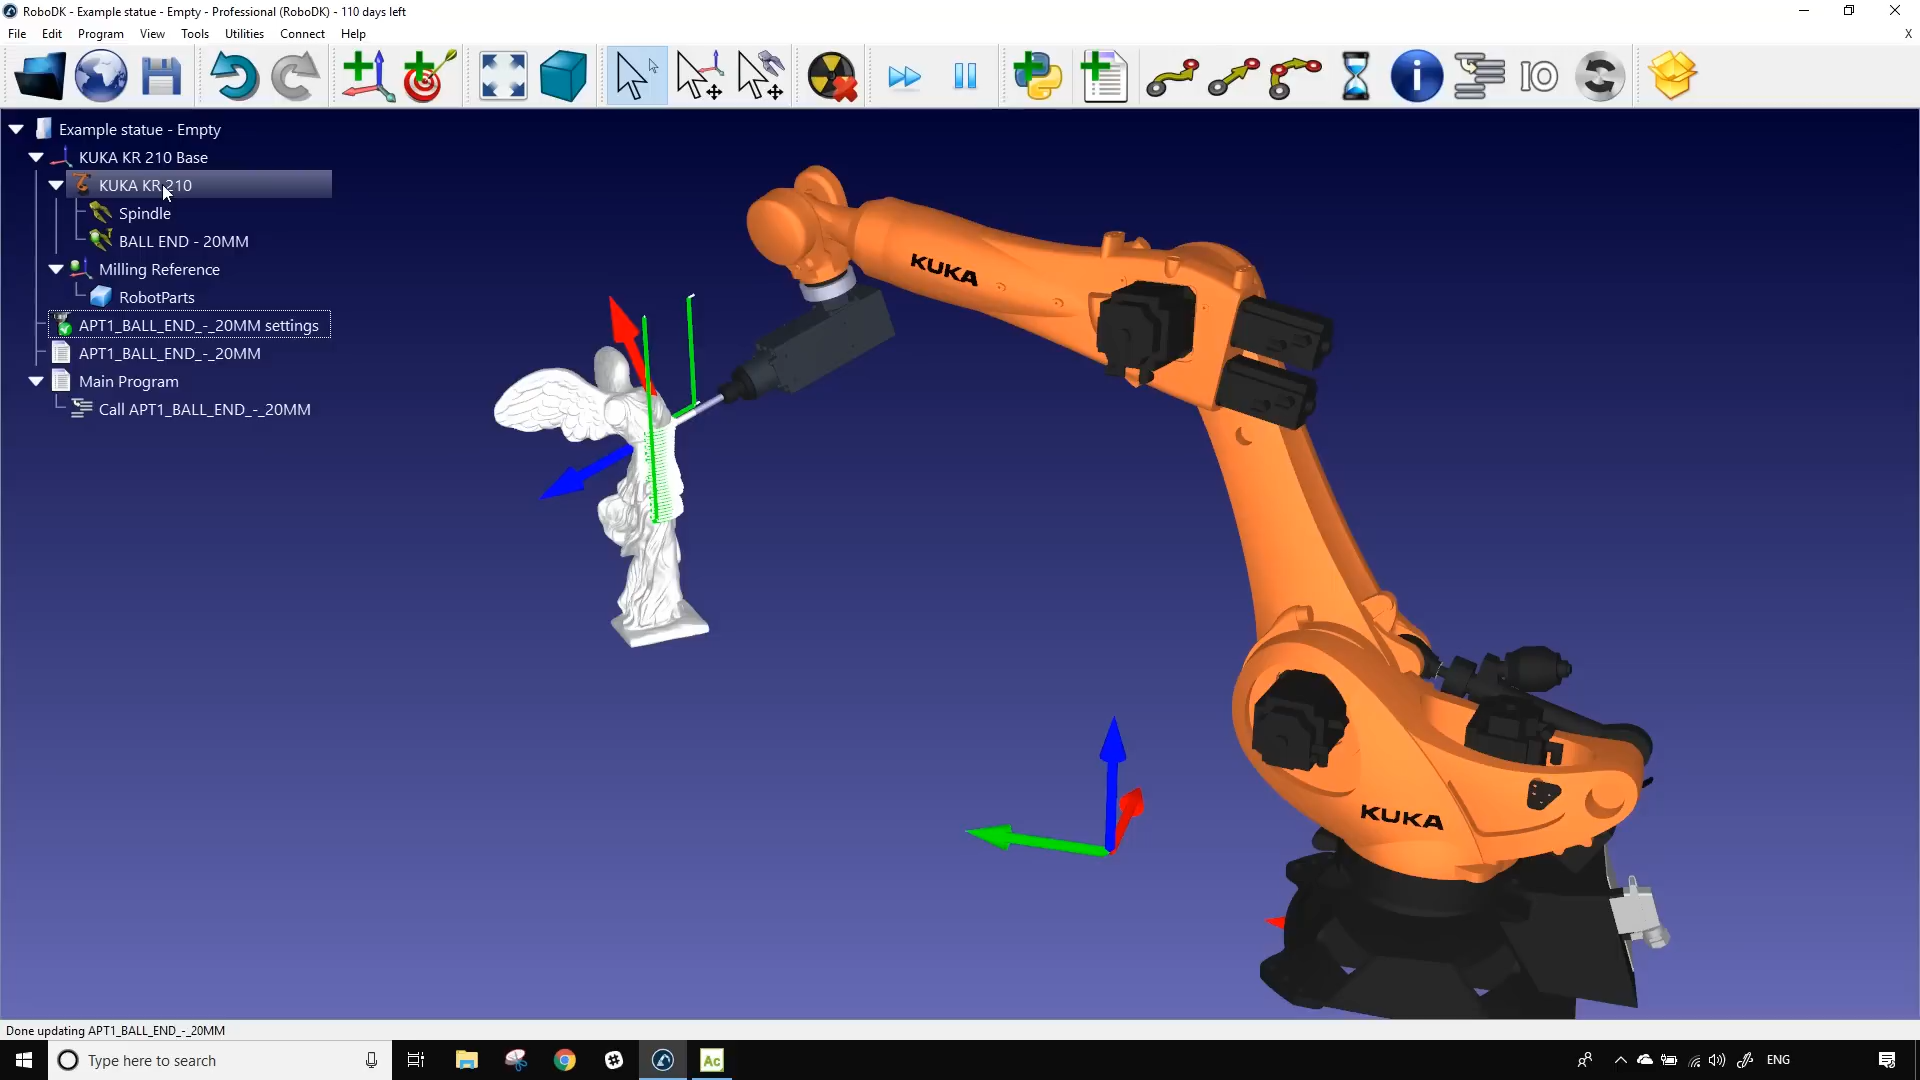 RoboDK - Example statue - Empty - Professional (RoboDK) - 110 days left
File Edit Program View Tools Utilities Connect Help X
IO
Example statue - Empty
KUKA KR 210 Base
KUKA KR 210
Spindle
BALL END - 20MM
Milling Reference
RobotParts
APT1_BALL_END_-_20MM settings
APT1_BALL_END_-_20MM
Main Program
Call APT1_BALL_END_-_20MM
KUKA
KUKA
Done updating APT1_BALL_END_-_20MM
Type here to search Ac ENG